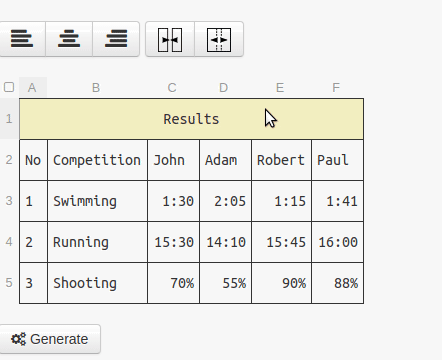 A B C D E F
1 Results
2 No Competition John Adam Robert Paul
3 1 Swimming 1:30 2:05 1:15 1:41
4 2 Running 15:30 14:10 15:45 16:00
5 3 Shooting 70% 55% 90% 88%
Generate